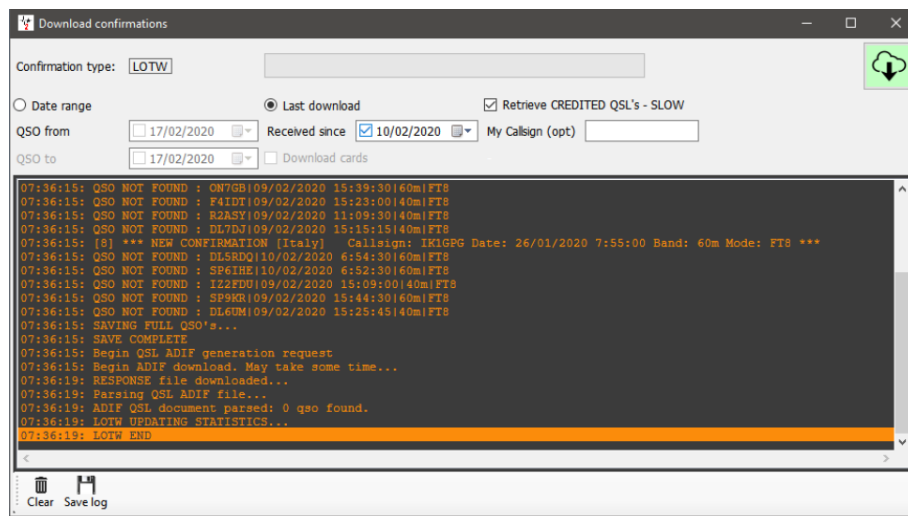 Download confirmations
Confirmation type: LOTW
Date range
Last download
Retrieve CREDITED QSL's - SLOW
QSO from 17/02/2020 Received since 10/02/2020 My Callsign (opt)
QSO to 17/02/2020 Download cards
07:36:15: QSO NOT FOUND : ON7GB|09/02/2020 15:39:30|60m|FT8
07:36:15: QSO NOT FOUND : F4IDT|09/02/2020 15:23:00|40m|FT8
07:36:15: QSO NOT FOUND : R2ASY|09/02/2020 11:09:30|40m|FT8
07:36:15: QSO NOT FOUND : DL7DJ|09/02/2020 15:15:15|40m|FT8
07:36:15: [8] *** NEW CONFIRMATION [Italy] Callsign: IK1GPG Date: 26/01/2020 7:55:00 Band: 60m Mode: FT8 ***
07:36:15: QSO NOT FOUND : DL5RDQ|10/02/2020 6:54:30|60m|FT8
07:36:15: QSO NOT FOUND : SP6IHE|10/02/2020 6:52:30|60m|FT8
07:36:15: QSO NOT FOUND : IZ2FDU|09/02/2020 15:09:00|40m|FT8
07:36:15: QSO NOT FOUND : SP9KR|09/02/2020 15:44:30|60m|FT8
07:36:15: QSO NOT FOUND : DL6UM|09/02/2020 15:25:45|40m|FT8
07:36:15: SAVING FULL QSO's...
07:36:15: SAVE COMPLETE
07:36:15: Begin QSL ADIF generation request
07:36:15: Begin ADIF download. May take some time...
07:36:19: RESPONSE file downloaded...
07:36:19: Parsing QSL ADIF file...
07:36:19: ADIF QSL document parsed: 0 qso found.
07:36:19: LOTW UPDATING STATISTICS...
07:36:19: LOTW END
Clear Save log